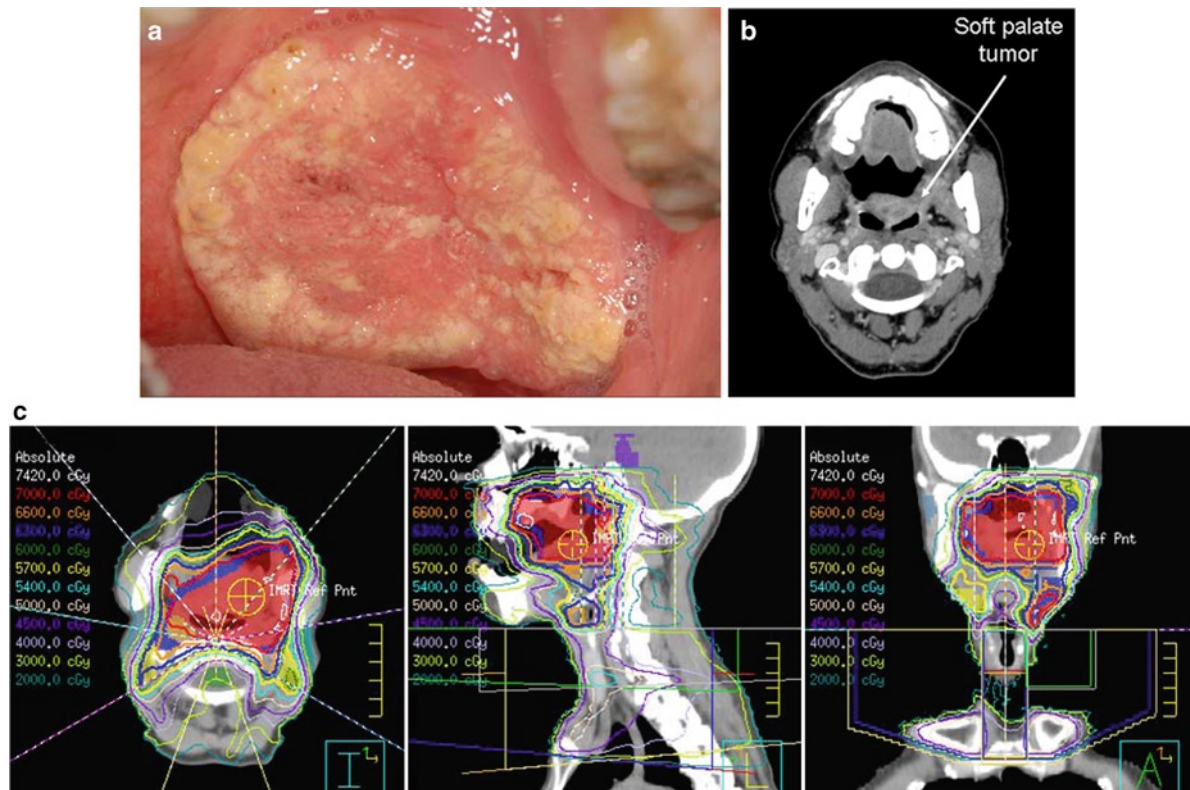 a
b
Soft palate
tumor
c
Absolute
7420.0 cGy
7000.0 cGy
6600.0 cGy
6300.0 cGy
6000.0 cGy
5700.0 cGy
5400.0 cGy
5000.0 cGy
4500.0 cGy
4000.0 cGy
3000.0 cGy
2000.0 cGy
IMRT Ref Pnt
I
Absolute
7420.0 cGy
7000.0 cGy
6600.0 cGy
6300.0 cGy
6000.0 cGy
5700.0 cGy
5400.0 cGy
5000.0 cGy
4500.0 cGy
4000.0 cGy
3000.0 cGy
2000.0 cGy
IMRT Ref Pnt
L
Absolute
7420.0 cGy
7000.0 cGy
6600.0 cGy
6300.0 cGy
6000.0 cGy
5700.0 cGy
5400.0 cGy
5000.0 cGy
4500.0 cGy
4000.0 cGy
3000.0 cGy
2000.0 cGy
IMRT Ref Pnt
A